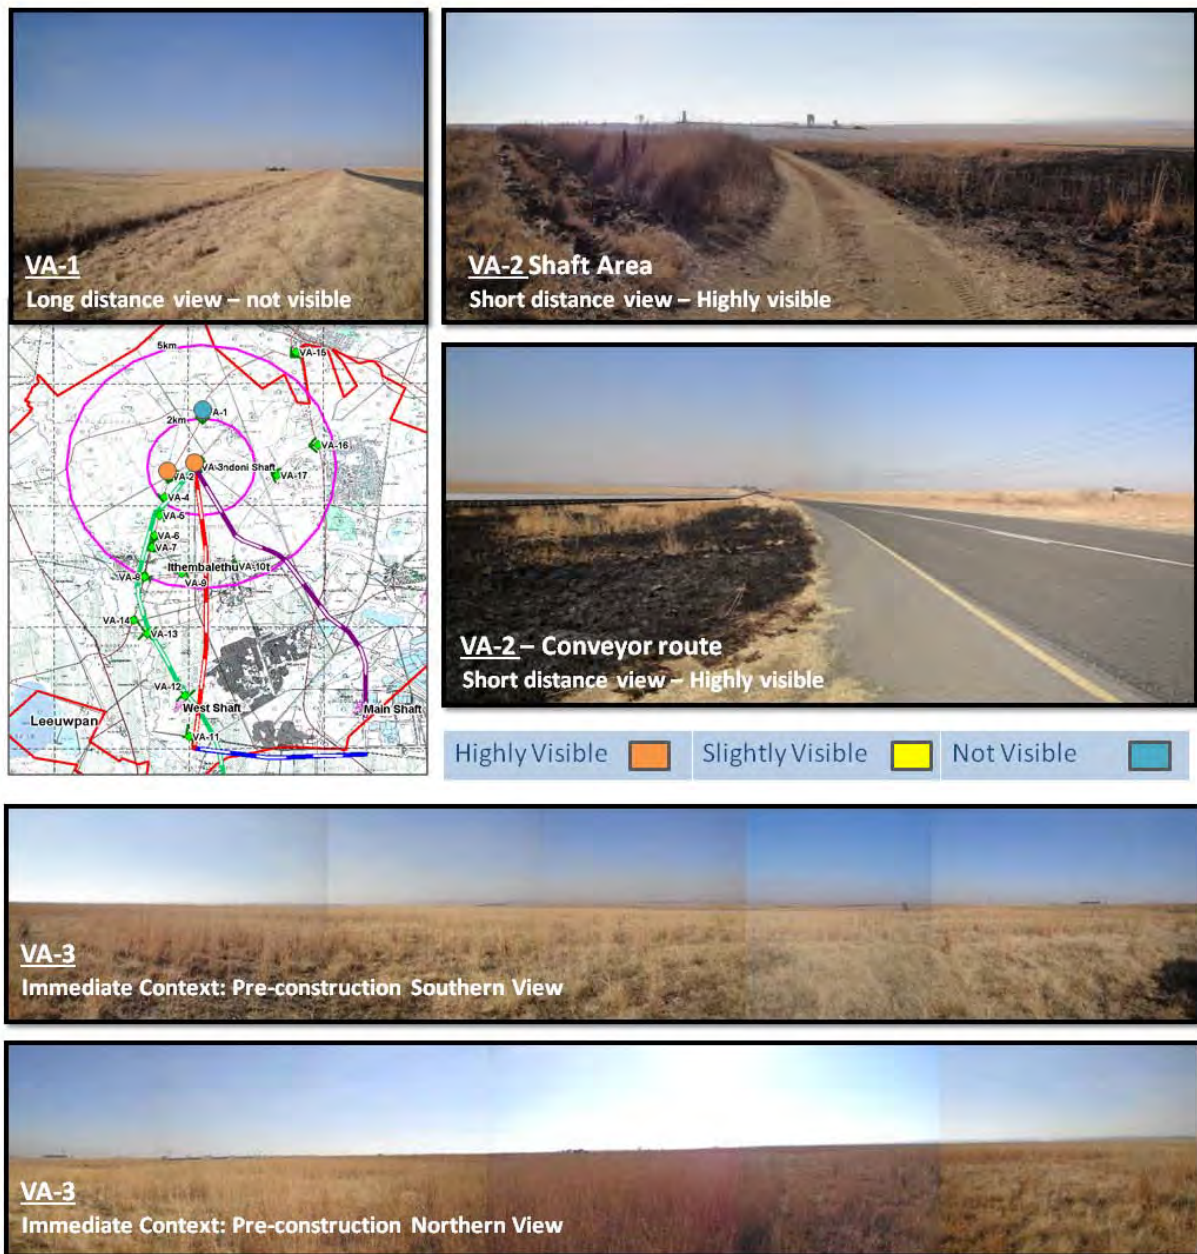 VA-1
Long distance view – not visible
VA-2 Shaft Area
Short distance view – Highly visible
5km
VA-15
VA-1
2km
VA-16
VA-3
ndoni Shaft
VA-2
VA-17
VA-4
VA-5
VA-6
VA-7
VA-10
VA-8
VA-9
VA-14
VA-13
VA-12
West Shaft
Main Shaft
Leeuwpan
VA-11
VA-2 – Conveyor route
Short distance view – Highly visible
Highly Visible
Slightly Visible
Not Visible
VA-3
Immediate Context: Pre-construction Southern View
VA-3
Immediate Context: Pre-construction Northern View